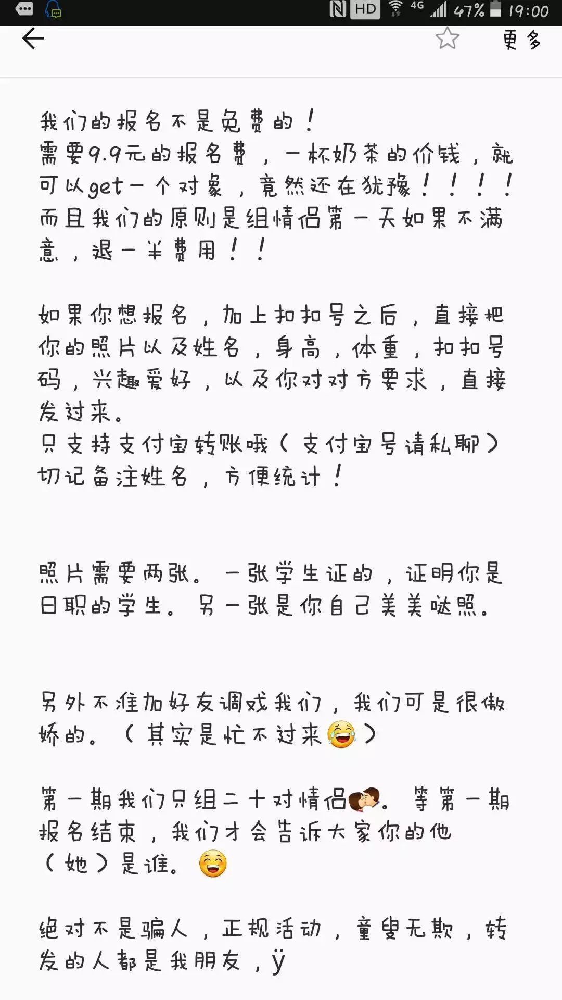 HD 4G 47% 19:00
更多
我们的报名不是免费的！
需要9.9元的报名费，一杯奶茶的价钱，就
可以get一个对象，竟然还在犹豫！！！！
而且我们的原则是组情侣第一天如果不满
意，退一半费用！！
如果你想报名，加上扣扣号之后，直接把
你的照片以及姓名，身高，体重，扣扣号
码，兴趣爱好，以及你对对方要求，直接
发过来。
只支持支付宝转账哦（支付宝号请私聊）
切记备注姓名，方便统计！
照片需要两张。一张学生证的，证明你是
日职的学生。另一张是你自己美美哒照。
另外不准加好友调戏我们，我们可是很傲
娇的。（其实是忙不过来😂）
第一期我们只组二十对情侣💏。等第一期
报名结束，我们才会告诉大家你的他
（她）是谁。😁
绝对不是骗人，正规活动，童叟无欺，转
发的人都是我朋友，ÿ